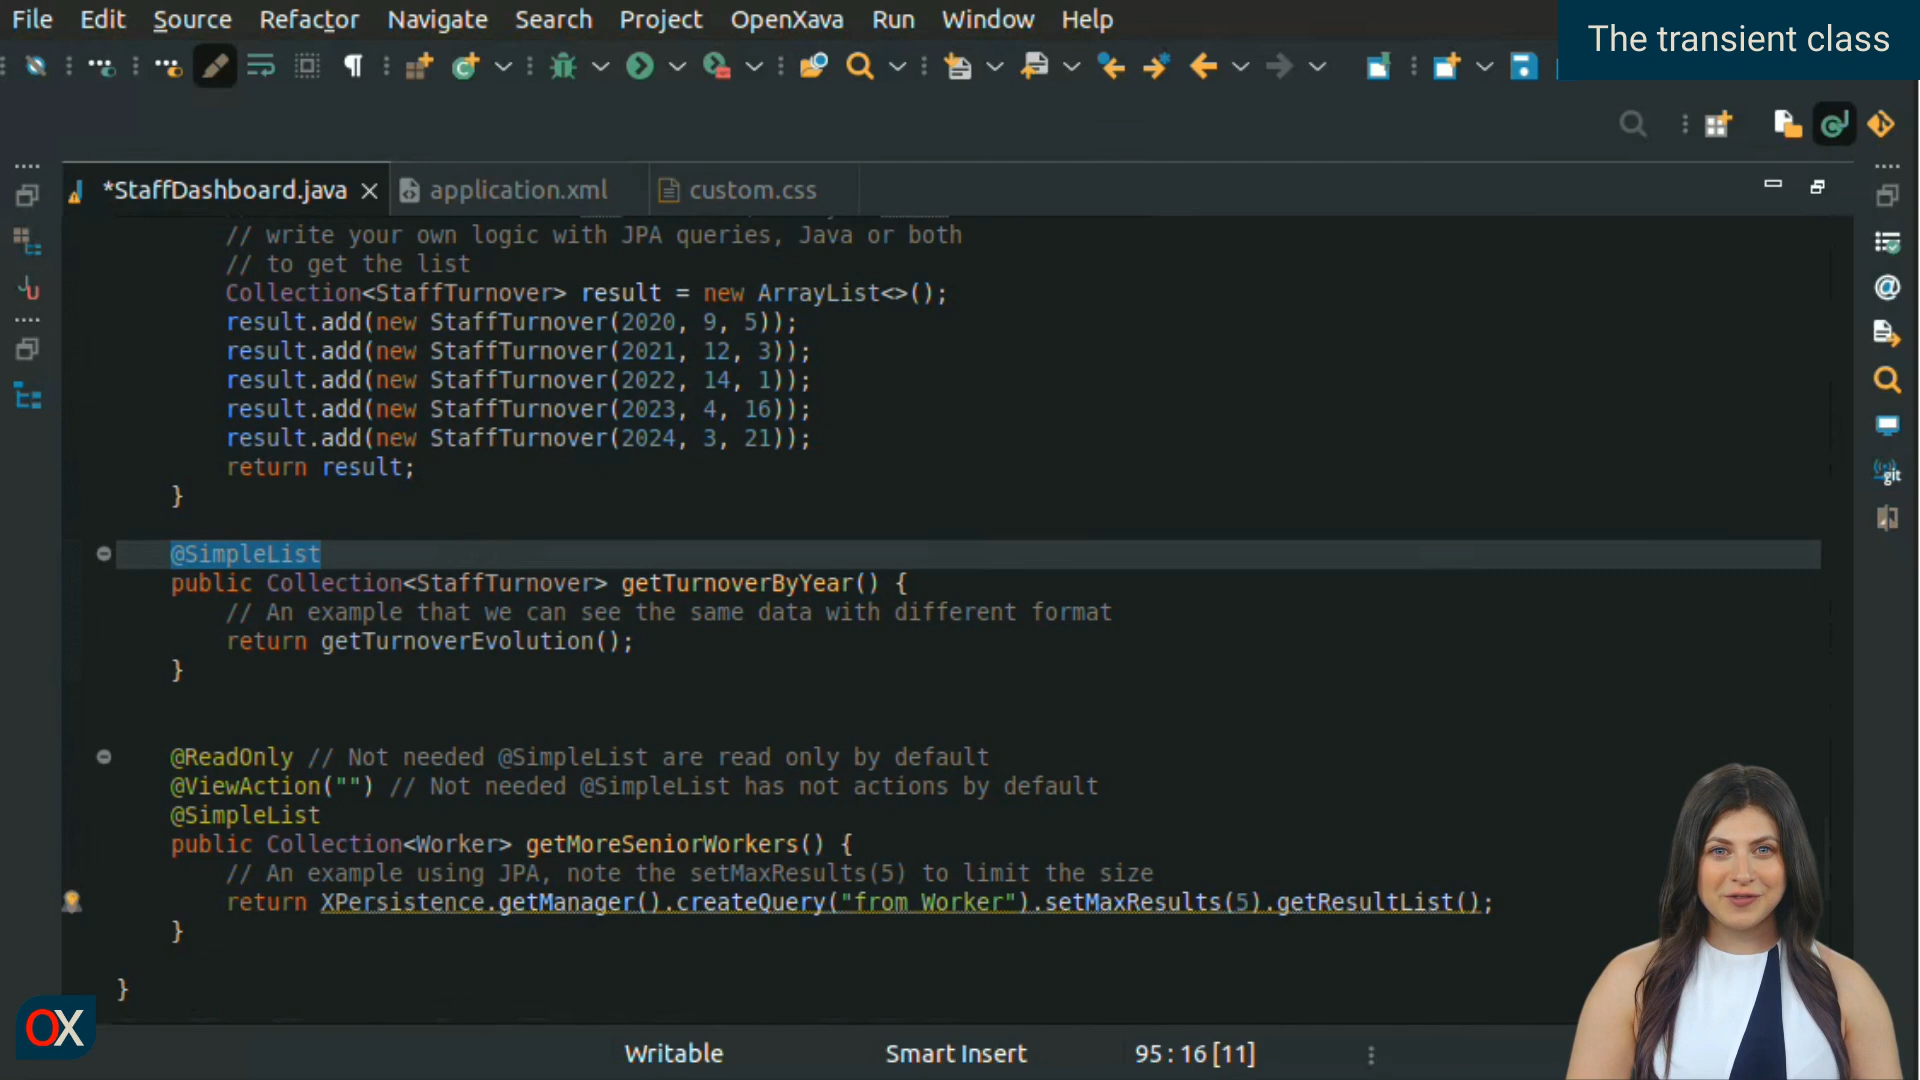 File Edit Source Refactor Navigate Search Project OpenXava Run Window Help
The transient class
*StaffDashboard.java
application.xml
custom.css
// write your own logic with JPA queries, Java or both
// to get the list
Collection<StaffTurnover> result = new ArrayList<>();
result.add(new StaffTurnover(2020, 9, 5));
result.add(new StaffTurnover(2021, 12, 3));
result.add(new StaffTurnover(2022, 14, 1));
result.add(new StaffTurnover(2023, 4, 16));
result.add(new StaffTurnover(2024, 3, 21));
return result;
}
@SimpleList
public Collection<StaffTurnover> getTurnoverByYear() {
// An example that we can see the same data with different format
return getTurnoverEvolution();
}
@ReadOnly // Not needed @SimpleList are read only by default
@ViewAction("") // Not needed @SimpleList has not actions by default
@SimpleList
public Collection<Worker> getMoreSeniorWorkers() {
// An example using JPA, note the setMaxResults(5) to limit the size
return XPersistence.getManager().createQuery("from Worker").setMaxResults(5).getResultList();
}
}
git
OX
Writable
Smart Insert
95 : 16 [11]